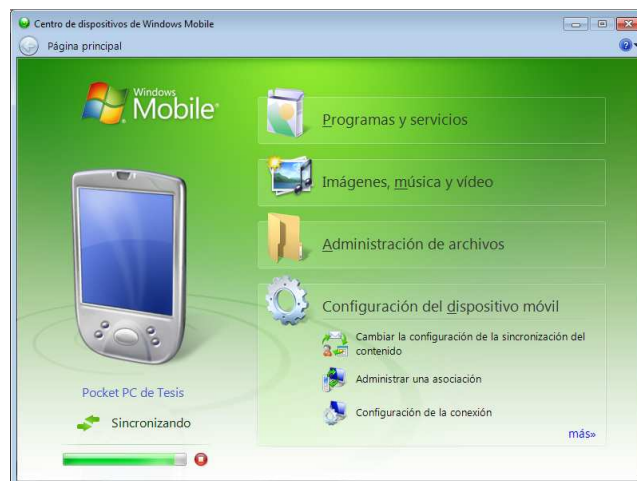 Centro de dispositivos de Windows Mobile
Página principal
Windows
Mobile
Programas y servicios
Imágenes, música y vídeo
Administración de archivos
Configuración del dispositivo móvil
Cambiar la configuración de la sincronización del
contenido
Administrar una asociación
Configuración de la conexión
más»
Pocket PC de Tesis
Sincronizando